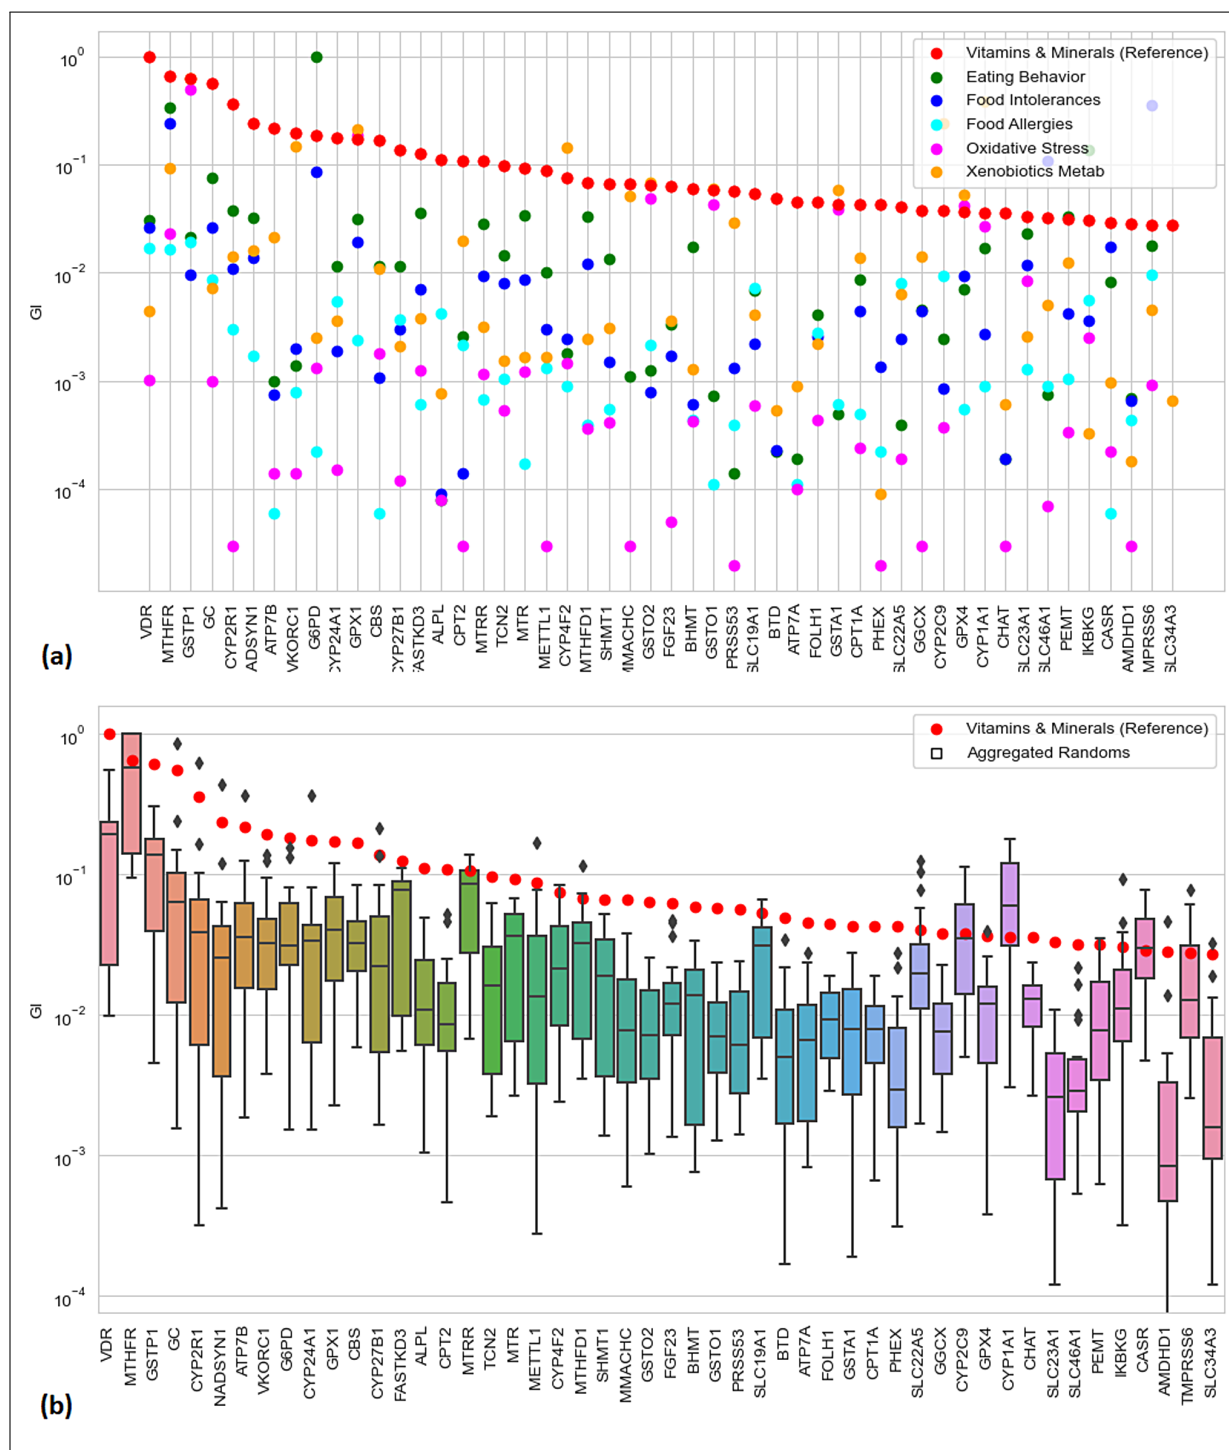 10^0
10^-1
10^-2
10^-3
10^-4
GI
Vitamins & Minerals (Reference)
Eating Behavior
Food Intolerances
Food Allergies
Oxidative Stress
Xenobiotics Metab
VDR
MTHFR
GSTP1
GC
CYP2R1
ADSYN1
ATP7B
VKORC1
G6PD
CYP24A1
GPX1
CBS
CYP27B1
FASTKD3
ALPL
CPT2
MTRR
TCN2
MTR
METTL1
CYP4F2
MTHFD1
SHMT1
MMACHC
GSTO2
FGF23
BHMT
GSTO1
PRSS53
SLC19A1
BTD
ATP7A
FOLH1
GSTA1
CPT1A
PHEX
SLC22A5
GGCX
CYP2C9
GPX4
CYP1A1
CHAT
SLC23A1
SLC46A1
PEMT
IKBKG
CASR
AMDHD1
MPRSS6
SLC34A3
(a)
10^0
10^-1
10^-2
10^-3
10^-4
GI
Vitamins & Minerals (Reference)
Aggregated Randoms
VDR
MTHFR
GSTP1
GC
CYP2R1
NADSYN1
ATP7B
VKORC1
G6PD
CYP24A1
GPX1
CBS
CYP27B1
FASTKD3
ALPL
CPT2
MTRR
TCN2
MTR
METTL1
CYP4F2
MTHFD1
SHMT1
MMACHC
GSTO2
FGF23
BHMT
GSTO1
PRSS53
SLC19A1
BTD
ATP7A
FOLH1
GSTA1
CPT1A
PHEX
SLC22A5
GGCX
CYP2C9
GPX4
CYP1A1
CHAT
SLC23A1
SLC46A1
PEMT
IKBKG
CASR
AMDHD1
TMPRSS6
SLC34A3
(b)